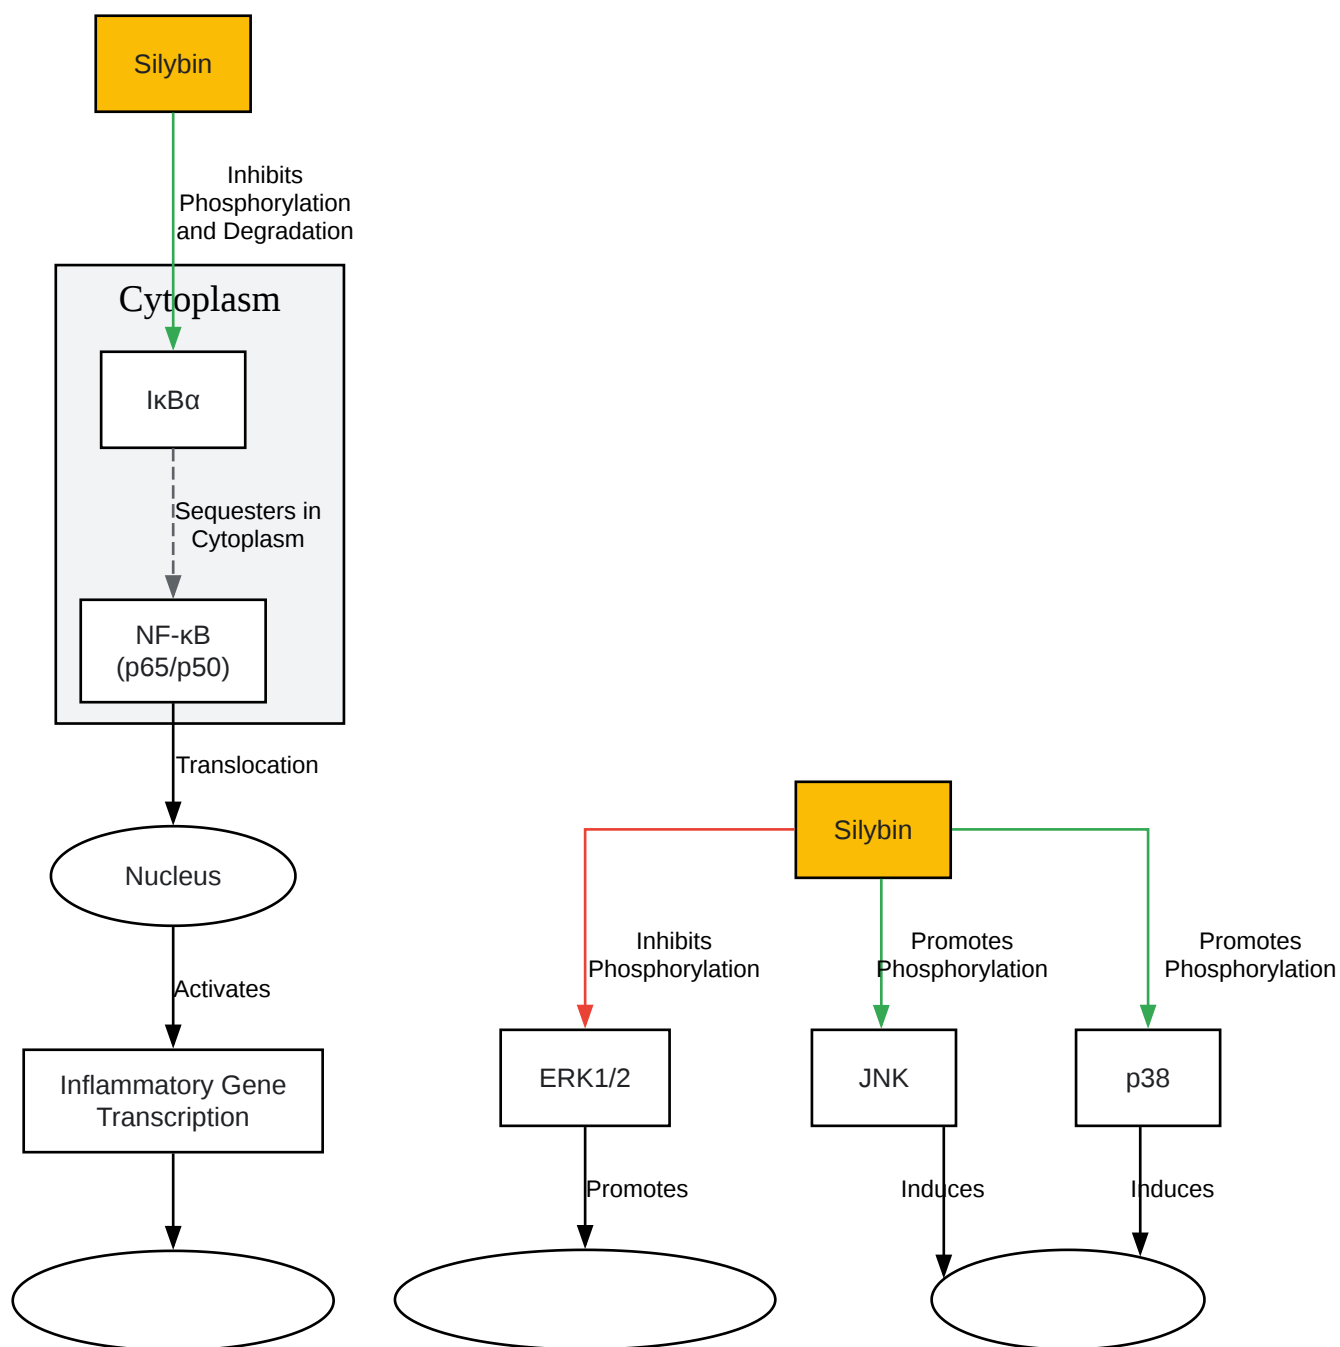 Silybin
Inhibits
Phosphorylation
and Degradation
Cytoplasm
IκBα
Sequesters in
Cytoplasm
NF-κB
(p65/p50)
Translocation
Nucleus
Activates
Inflammatory Gene
Transcription
Silybin
Inhibits
Phosphorylation
Promotes
Phosphorylation
Promotes
Phosphorylation
ERK1/2
JNK
p38
Promotes
Induces
Induces